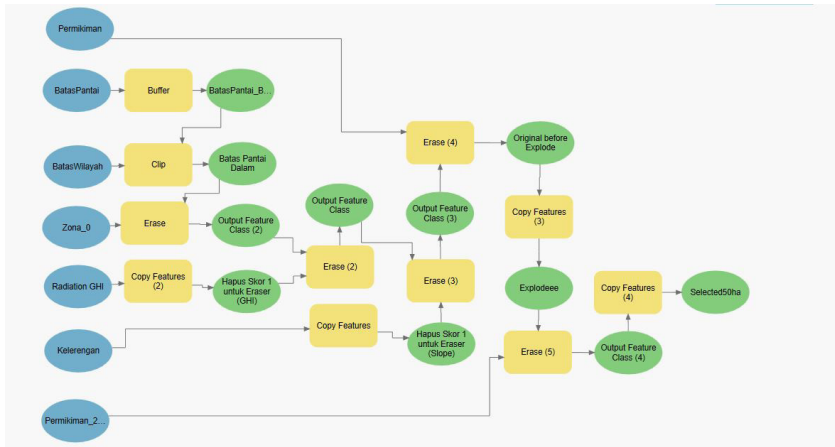 Permikiman
BatasPantai
Buffer
BatasPantai_B...
BatasWilayah
Clip
Batas Pantai
Dalam
Zona_0
Erase
Output Feature
Class (2)
Radiation GHI
Copy Features
(2)
Hapus Skor 1
untuk Eraser
(GHI)
Output Feature
Class
Erase (2)
Kelerengan
Copy Features
Hapus Skor 1
untuk Eraser
(Slope)
Erase (3)
Output Feature
Class (3)
Erase (4)
Original before
Explode
Copy Features
(3)
Explodeee
Permikiman_2...
Erase (5)
Output Feature
Class (4)
Copy Features
(4)
Selected50ha